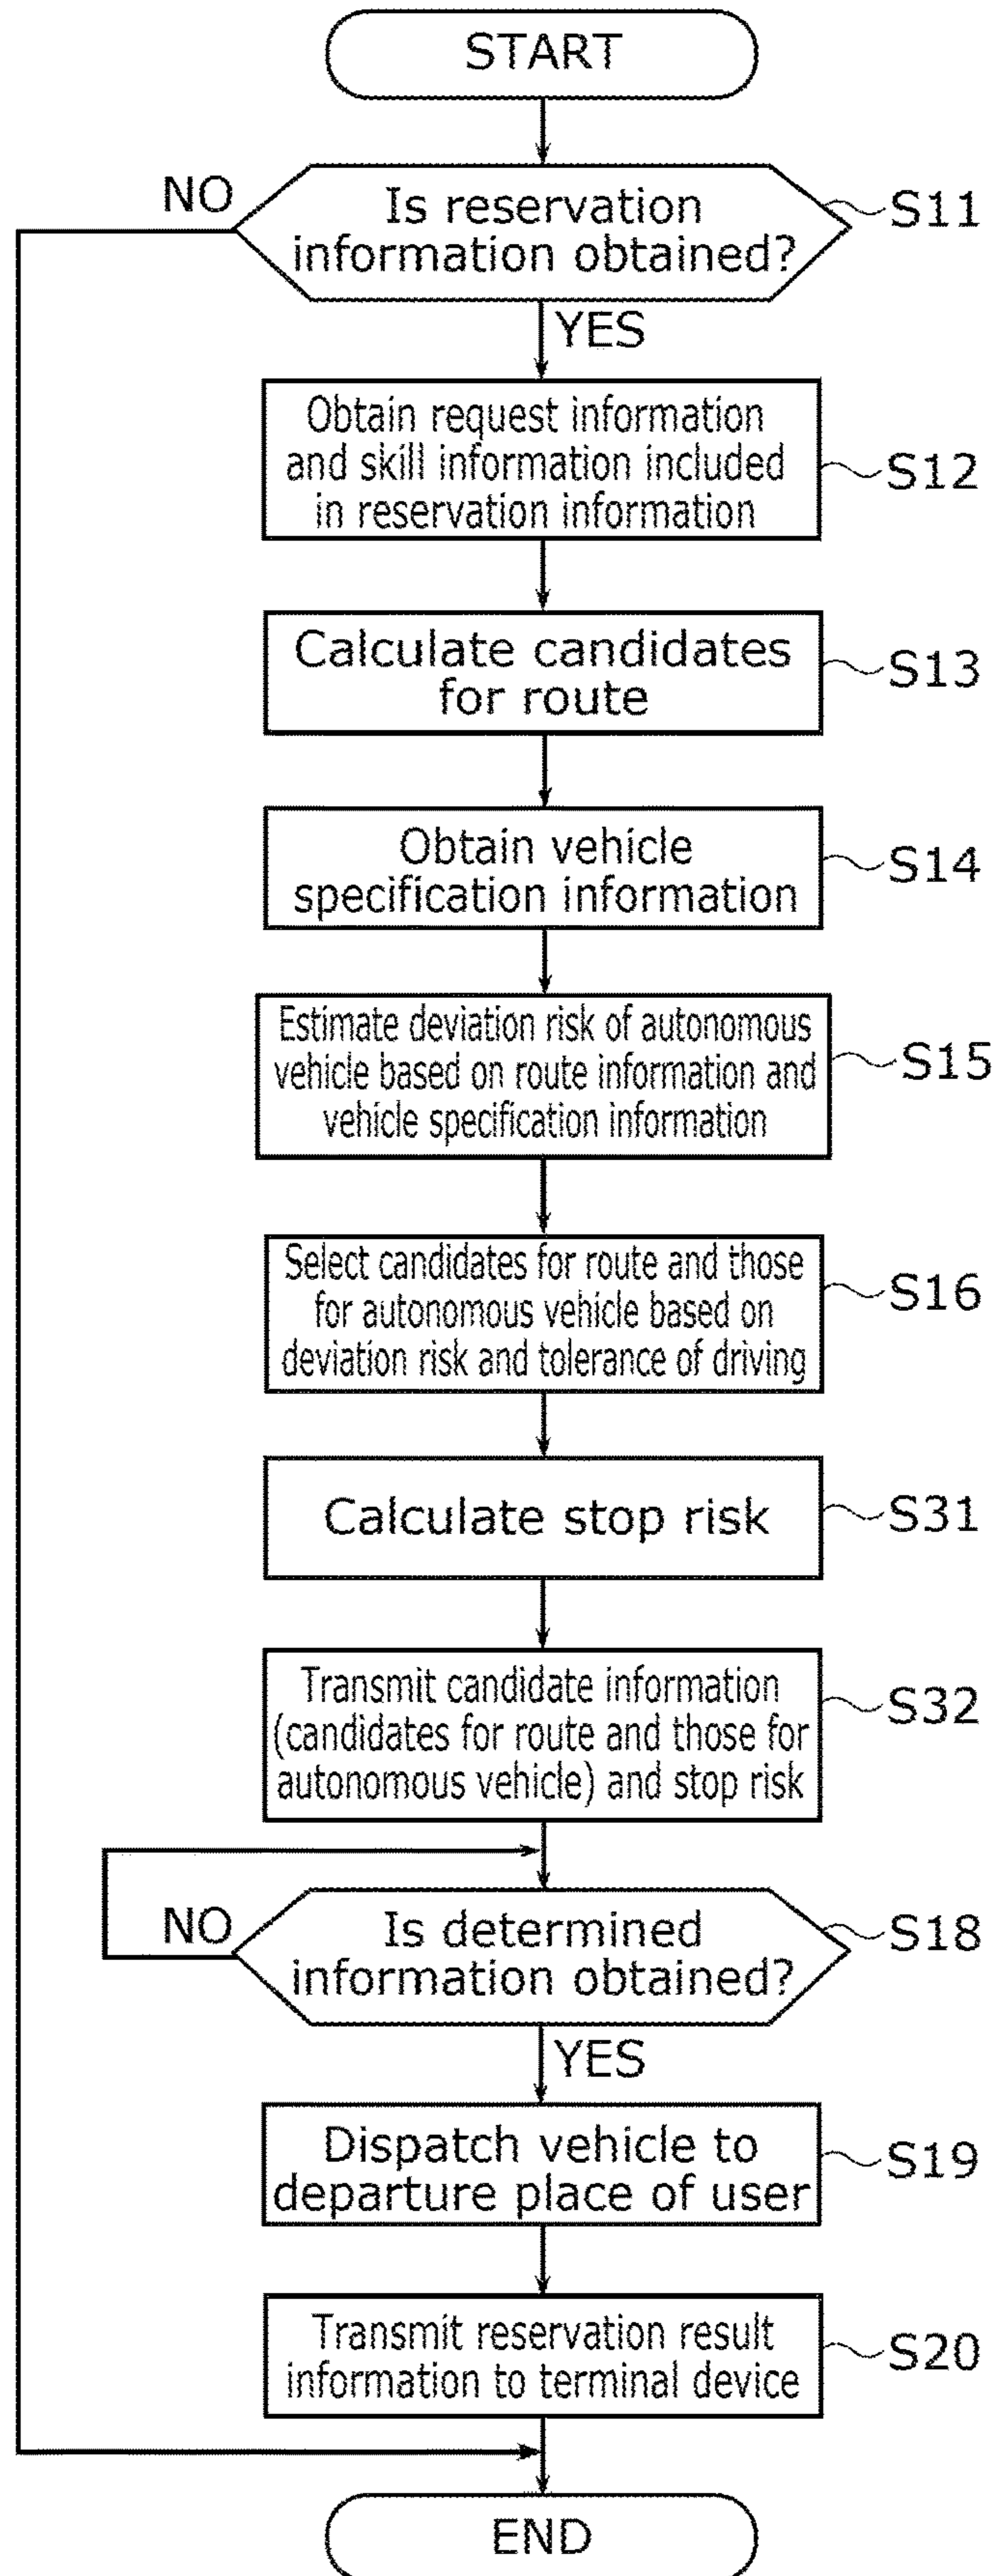 START
NO
Is reservation
information obtained?
S11
YES
Obtain request information
and skill information included
in reservation information
S12
Calculate candidates
for route
S13
Obtain vehicle
specification information
S14
Estimate deviation risk of autonomous
vehicle based on route information and
vehicle specification information
S15
Select candidates for route and those
for autonomous vehicle based on
deviation risk and tolerance of driving
S16
Calculate stop risk
S31
Transmit candidate information
(candidates for route and those for
autonomous vehicle) and stop risk
S32
NO
Is determined
information obtained?
S18
YES
Dispatch vehicle to
departure place of user
S19
Transmit reservation result
information to terminal device
S20
END